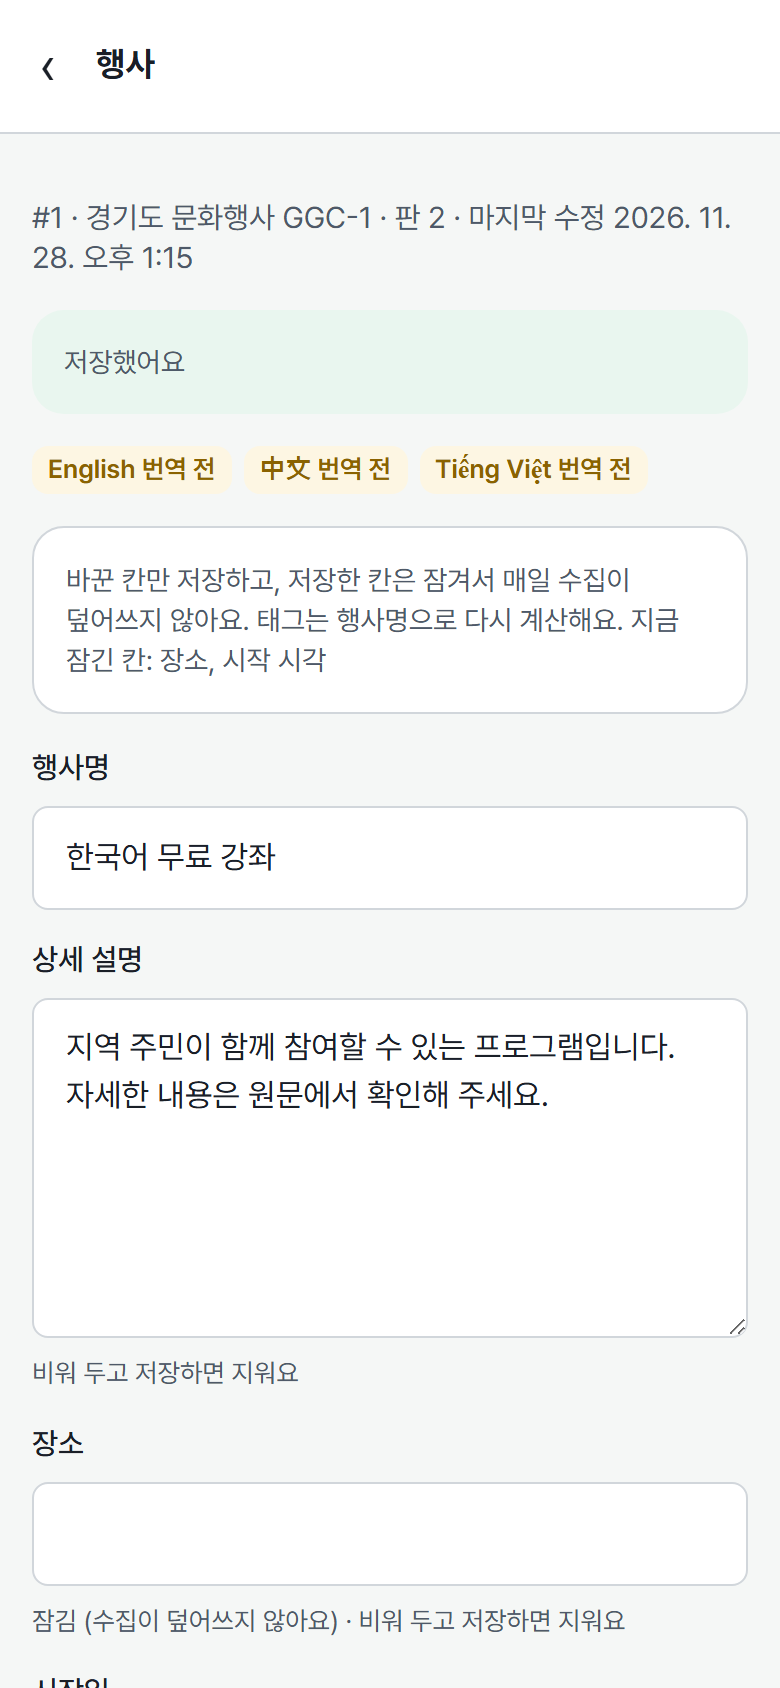 ‹ 행사
#1 · 경기도 문화행사 GGC-1 · 판 2 · 마지막 수정 2026. 11.
28. 오후 1:15
저장했어요
English 번역 전 中文 번역 전 Tiếng Việt 번역 전
바꾼 칸만 저장하고, 저장한 칸은 잠겨서 매일 수집이
덮어쓰지 않아요. 태그는 행사명으로 다시 계산해요. 지금
잠긴 칸: 장소, 시작 시각
행사명
한국어 무료 강좌
상세 설명
지역 주민이 함께 참여할 수 있는 프로그램입니다.
자세한 내용은 원문에서 확인해 주세요.
비워 두고 저장하면 지워요
장소
잠김 (수집이 덮어쓰지 않아요) · 비워 두고 저장하면 지워요